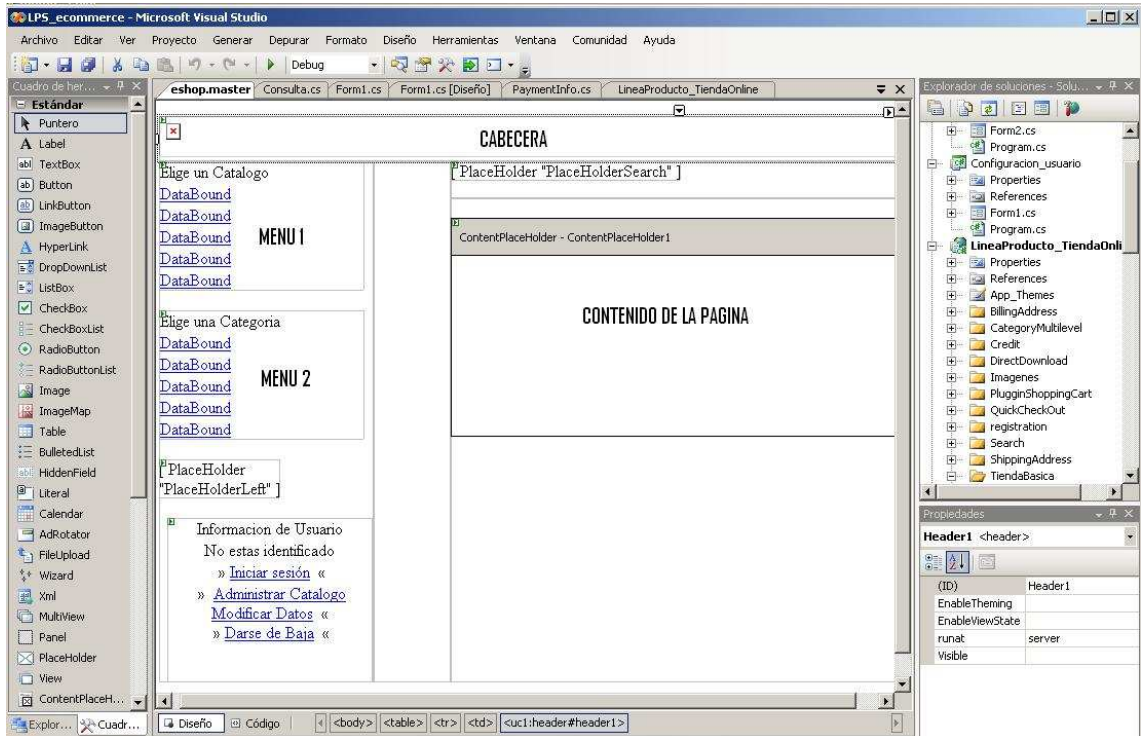 LPS_ecommerce - Microsoft Visual Studio
Archivo Editar Ver Proyecto Generar Depurar Formato Diseño Herramientas Ventana Comunidad Ayuda
Debug
Cuadro de her...
Estándar
Puntero
Label
TextBox
Button
LinkButton
ImageButton
HyperLink
DropDownList
ListBox
CheckBox
CheckBoxList
RadioButton
RadioButtonList
Image
ImageMap
Table
BulletedList
HiddenField
Literal
Calendar
AdRotator
FileUpload
Wizard
Xml
MultiView
Panel
PlaceHolder
View
ContentPlaceH...
Explor... Cuadr...
eshop.master Consulta.cs Form1.cs Form1.cs [Diseño] PaymentInfo.cs LineaProducto_TiendaOnline
CABECERA
Elige un Catalogo
DataBound
DataBound
DataBound
DataBound
DataBound
MENU 1
Elige una Categoria
DataBound
DataBound
DataBound
DataBound
DataBound
MENU 2
[ PlaceHolder
"PlaceHolderLeft" ]
Informacion de Usuario
No estas identificado
» Iniciar sesión «
» Administrar Catalogo
Modificar Datos «
» Darse de Baja «
[ PlaceHolder "PlaceHolderSearch" ]
ContentPlaceHolder - ContentPlaceHolder1
CONTENIDO DE LA PAGINA
Diseño Código <body> <table> <tr> <td> <uc1:header#header1>
Explorador de soluciones - Solu...
Form2.cs
Program.cs
Configuracion_usuario
Properties
References
Form1.cs
Program.cs
LineaProducto_TiendaOnli
Properties
References
App_Themes
BillingAddress
CategoryMultilevel
Credit
DirectDownload
Imagenes
PlugginShoppingCart
QuickCheckOut
registration
Search
ShippingAddress
TiendaBasica
Propiedades
Header1 <header>
(ID) Header1
EnableTheming
EnableViewState
runat server
Visible